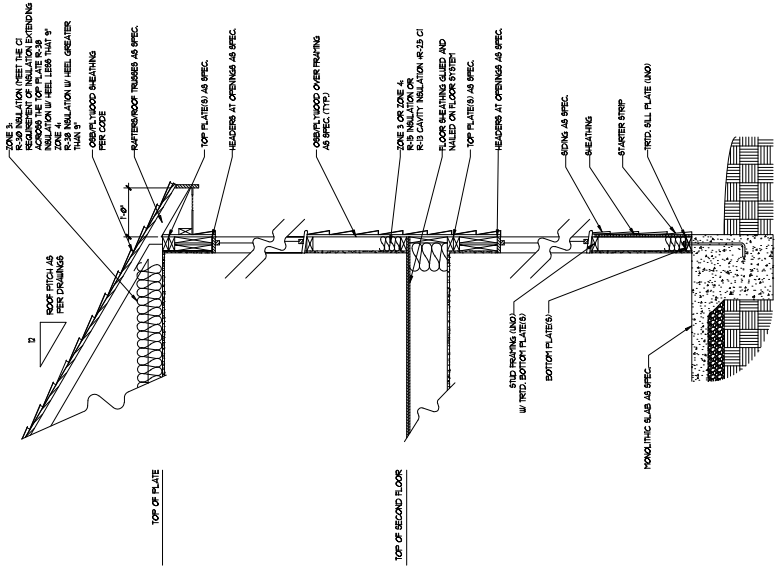 ZONE 3:
R-30 INSULATION (MEET THE CI
REQUIREMENT OF INSULATION EXTENDING
ACROSS THE TOP PLATE R-38
INSULATION W/ HEEL LESS THAT 9"
ZONE 4:
R-38 INSULATION W/ HEEL GREATER
THAN 9"
OSB/PLYWOOD SHEATHING
PER CODE
RAFTERS/ROOF TRUSSES AS SPEC.
TOP PLATE(S) AS SPEC.
HEADERS AT OPENINGS AS SPEC.
OSB/PLYWOOD OVER FRAMING
AS SPEC. (TYP.)
ZONE 3 OR ZONE 4:
R-15 INSULATION OR
R-13 CAVITY INSULATION +R-2.5 CI
FLOOR SHEATHING GLUED AND
NAILED ON FLOOR SYSTEM
TOP PLATE(S) AS SPEC.
HEADERS AT OPENINGS AS SPEC.
SIDING AS SPEC.
SHEATHING
STARTER STRIP
TRTD. SILL PLATE (UNO)
1'-0"
12
ROOF PITCH AS
PER DRAWINGS
STUD FRAMING (UNO)
W/ TRTD. BOTTOM PLATE(S)
BOTTOM PLATE(S)
MONOLITHIC SLAB AS SPEC.
TOP OF PLATE
TOP OF SECOND FLOOR